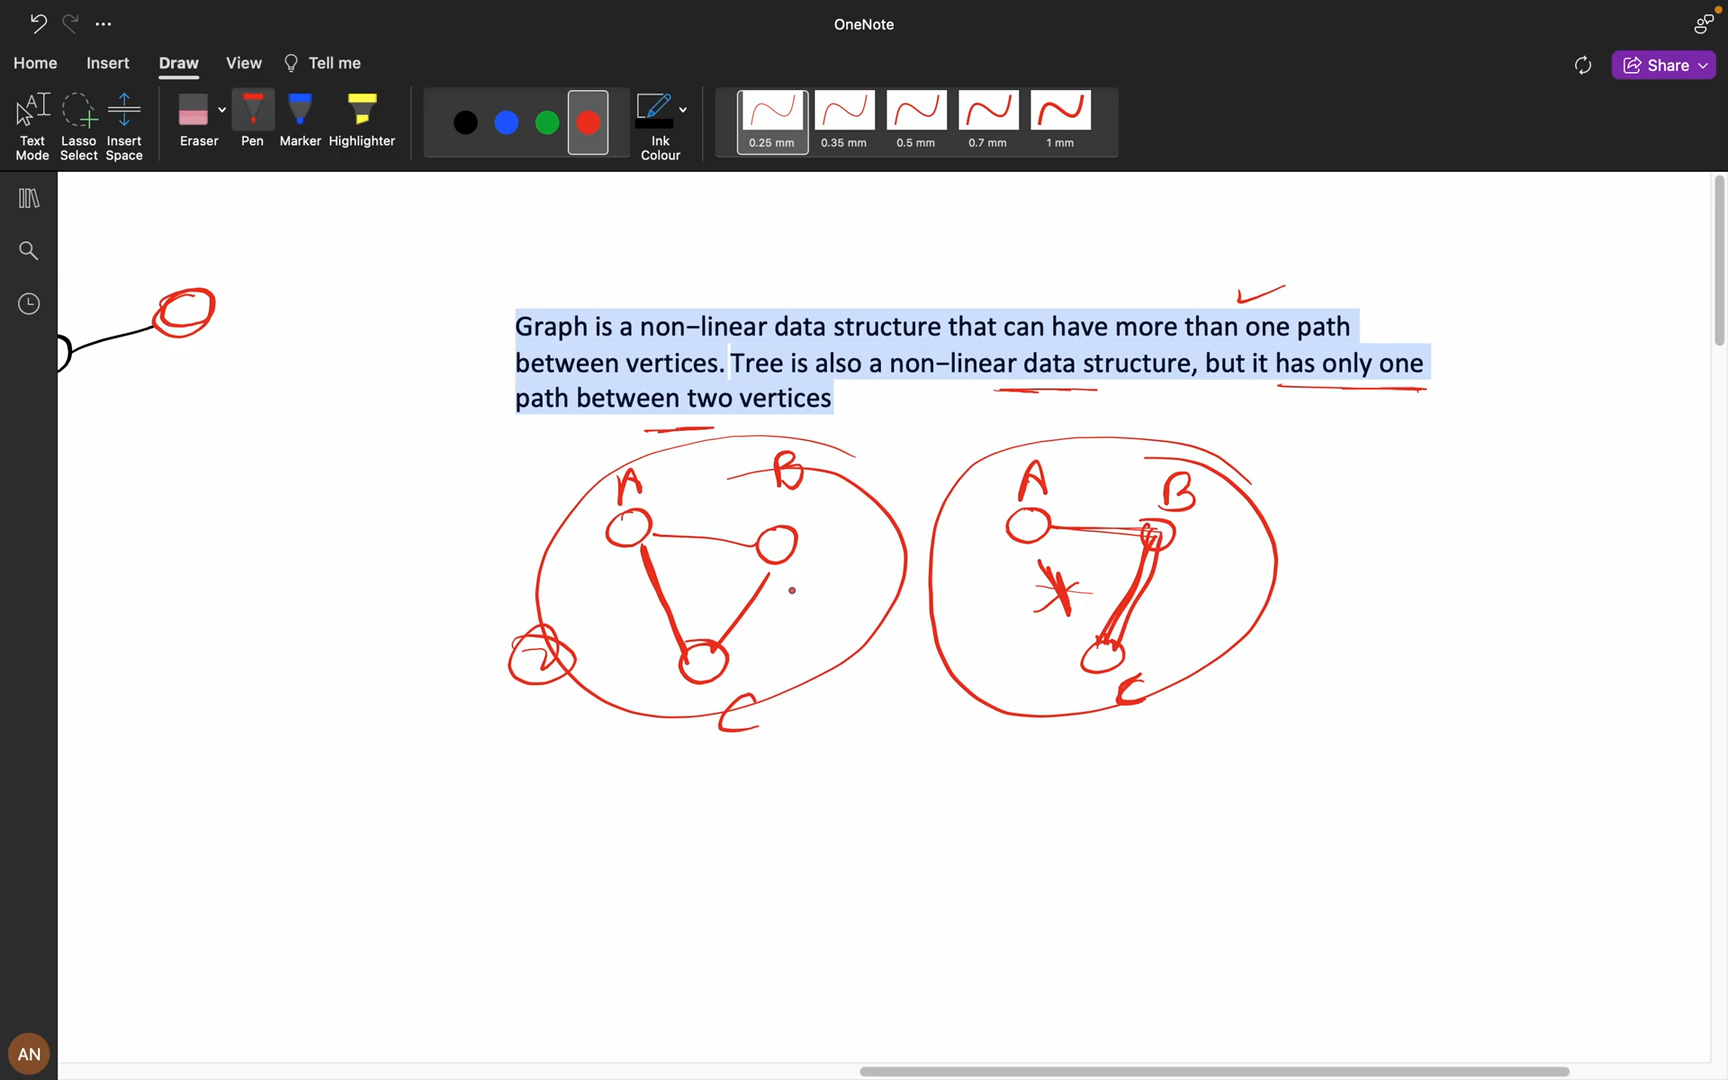 OneNote
Home Insert Draw View Tell me
Share
Text Mode
Lasso Select
Insert Space
Eraser
Pen
Marker
Highlighter
Ink Colour
0.25 mm
0.35 mm
0.5 mm
0.7 mm
1 mm
Graph is a non–linear data structure that can have more than one path
between vertices. Tree is also a non–linear data structure, but it has only one
path between two vertices
A B
A B
2
C
C
AN